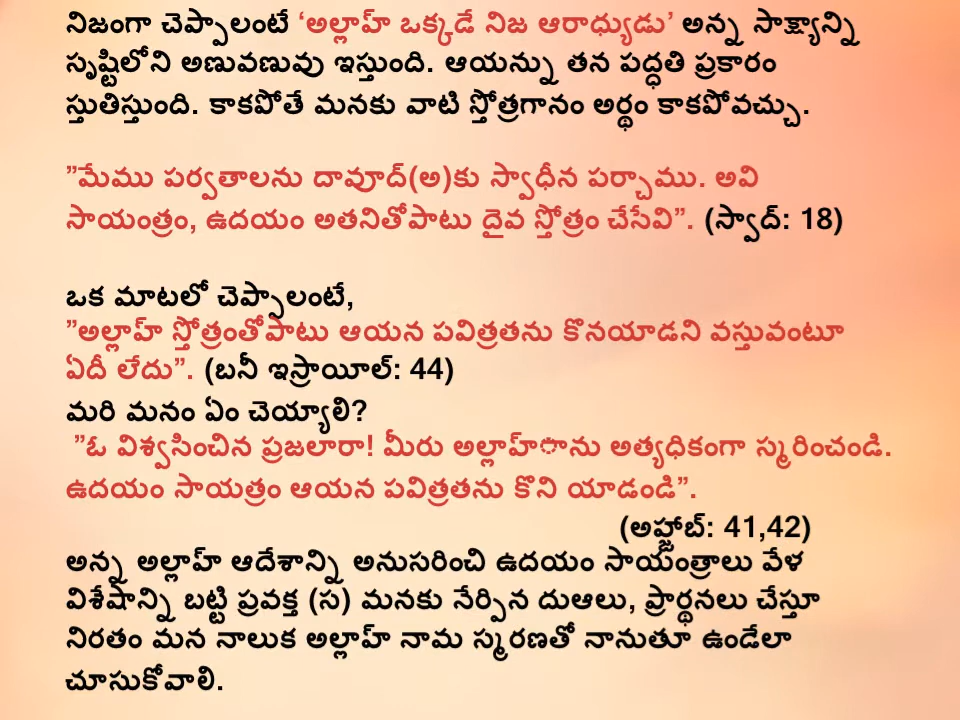 నిజంగా చెప్పాలంటే ‘అల్లాహ్ ఒక్కడే నిజ ఆరాధ్యుడు’ అన్న సాక్ష్యాన్ని
సృష్టిలోని అణువణువు ఇస్తుంది. ఆయన్ను తన పద్ధతి ప్రకారం
స్తుతిస్తుంది. కాకపోతే మనకు వాటి స్తోత్రగానం అర్థం కాకపోవచ్చు.
”మేము పర్వతాలను దావూద్(అ)కు స్వాధీన పర్చాము. అవి
సాయంత్రం, ఉదయం అతనితోపాటు దైవ స్తోత్రం చేసేవి”. (స్వాద్: 18)
ఒక మాటలో చెప్పాలంటే,
”అల్లాహ్ స్తోత్రంతోపాటు ఆయన పవిత్రతను కొనయాడని వస్తువంటూ
ఏదీ లేదు”. (బనీ ఇస్రాయీల్: 44)
మరి మనం ఏం చెయ్యాలి?
”ఓ విశ్వసించిన ప్రజలారా! మీరు అల్లాహ్‌ాను అత్యధికంగా స్మరించండి.
ఉదయం సాయత్రం ఆయన పవిత్రతను కొని యాడండి”.
(అహ్జాబ్: 41,42)
అన్న అల్లాహ్ ఆదేశాన్ని అనుసరించి ఉదయం సాయంత్రాలు వేళ
విశేషాన్ని బట్టి ప్రవక్త (స) మనకు నేర్పిన దుఆలు, ప్రార్థనలు చేస్తూ
నిరతం మన నాలుక అల్లాహ్ నామ స్మరణతో నానుతూ ఉండేలా
చూసుకోవాలి.